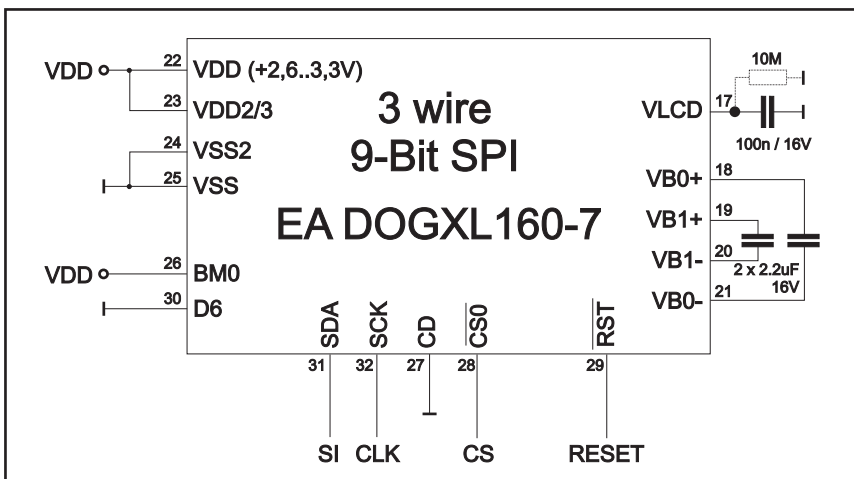 VDD
22
VDD (+2,6..3,3V)
23
VDD2/3
24
VSS2
25
VSS
VDD
26
BM0
30
D6
3 wire
9-Bit SPI
EA DOGXL160-7
10M
VLCD
17
100n / 16V
VB0+
18
VB1+
19
VB1-
20
2 x 2.2uF
16V
VB0-
21
SDA
SCK
CD
CS0
RST
31
32
27
28
29
SI
CLK
CS
RESET